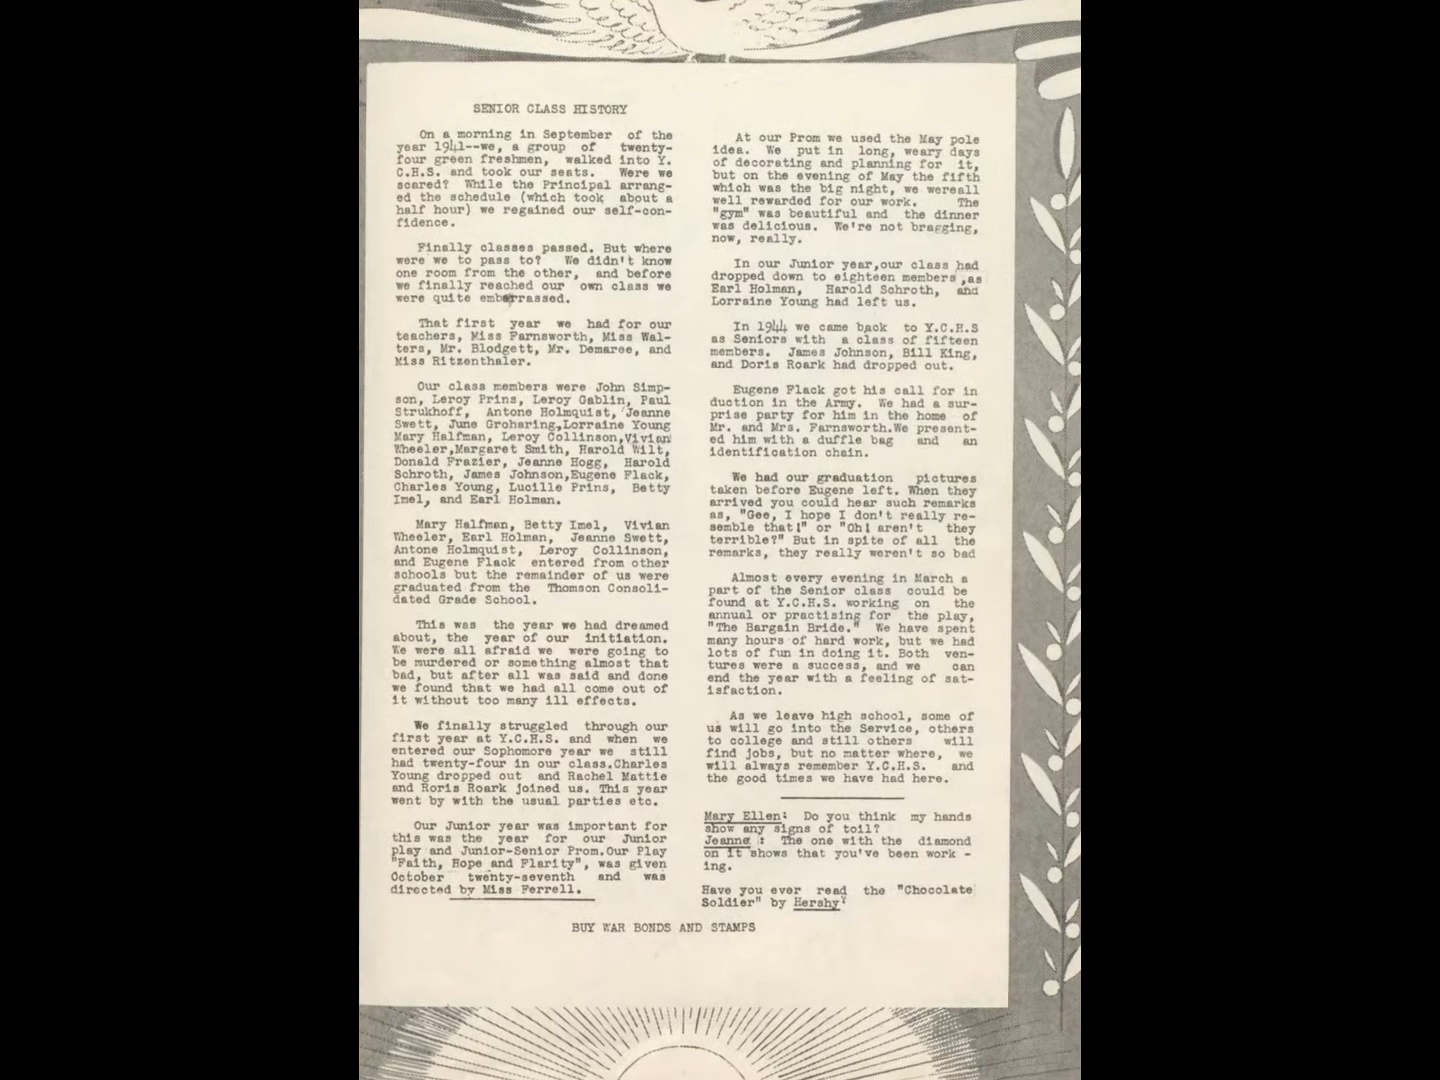 SENIOR CLASS HISTORY
On a morning in September of the
year 1941--we, a group of twenty-
four green freshmen, walked into Y.
C.H.S. and took our seats. Were we
scared? While the Principal arrang-
ed the schedule (which took about a
half hour) we regained our self-con-
fidence.
Finally classes passed. But where
were we to pass to? We didn't know
one room from the other, and before
we finally reached our own class we
were quite embarrassed.
That first year we had for our
teachers, Miss Farnsworth, Miss Wal-
ters, Mr. Blodgett, Mr. Demaree, and
Miss Ritzenthaler.
Our class members were John Simp-
son, Leroy Prins, Leroy Gablin, Paul
Strukhoff, Antone Holmquist, Jeanne
Swett, June Groharing,Lorraine Young
Mary Halfman, Leroy Collinson,Vivian
Wheeler,Margaret Smith, Harold Wilt,
Donald Frazier, Jeanne Hogg, Harold
Schroth, James Johnson,Eugene Flack,
Charles Young, Lucille Prins, Betty
Imel, and Earl Holman.
Mary Halfman, Betty Imel, Vivian
Wheeler, Earl Holman, Jeanne Swett,
Antone Holmquist, Leroy Collinson,
and Eugene Flack entered from other
schools but the remainder of us were
graduated from the Thomson Consoli-
dated Grade School.
This was the year we had dreamed
about, the year of our initiation.
We were all afraid we were going to
be murdered or something almost that
bad, but after all was said and done
we found that we had all come out of
it without too many ill effects.
We finally struggled through our
first year at Y.C.H.S. and when we
entered our Sophomore year we still
had twenty-four in our class.Charles
Young dropped out and Rachel Mattie
and Roris Roark joined us. This year
went by with the usual parties etc.
Our Junior year was important for
this was the year for our Junior
play and Junior-Senior Prom.Our Play
"Faith, Hope and Flarity", was given
October twenty-seventh and was
directed by Miss Ferrell.
At our Prom we used the May pole
idea. We put in long, weary days
of decorating and planning for it,
but on the evening of May the fifth
which was the big night, we wereall
well rewarded for our work. The
"gym" was beautiful and the dinner
was delicious. We're not bragging,
now, really.
In our Junior year,our class had
dropped down to eighteen members ,as
Earl Holman, Harold Schroth, and
Lorraine Young had left us.
In 1944 we came back to Y.C.H.S
as Seniors with a class of fifteen
members. James Johnson, Bill King,
and Doris Roark had dropped out.
Eugene Flack got his call for in
duction in the Army. We had a sur-
prise party for him in the home of
Mr. and Mrs. Farnsworth.We present-
ed him with a duffle bag and an
identification chain.
We had our graduation pictures
taken before Eugene left. When they
arrived you could hear such remarks
as, "Gee, I hope I don't really re-
semble that!" or "Oh! aren't they
terrible?" But in spite of all the
remarks, they really weren't so bad
Almost every evening in March a
part of the Senior class could be
found at Y.C.H.S. working on the
annual or practising for the play,
"The Bargain Bride." We have spent
many hours of hard work, but we had
lots of fun in doing it. Both ven-
tures were a success, and we can
end the year with a feeling of sat-
isfaction.
As we leave high school, some of
us will go into the Service, others
to college and still others will
find jobs, but no matter where, we
will always remember Y.C.H.S. and
the good times we have had here.
Mary Ellen: Do you think my hands
show any signs of toil?
Jeanne : The one with the diamond
on it shows that you've been work -
ing.
Have you ever read the "Chocolate
Soldier" by Hershy?
BUY WAR BONDS AND STAMPS